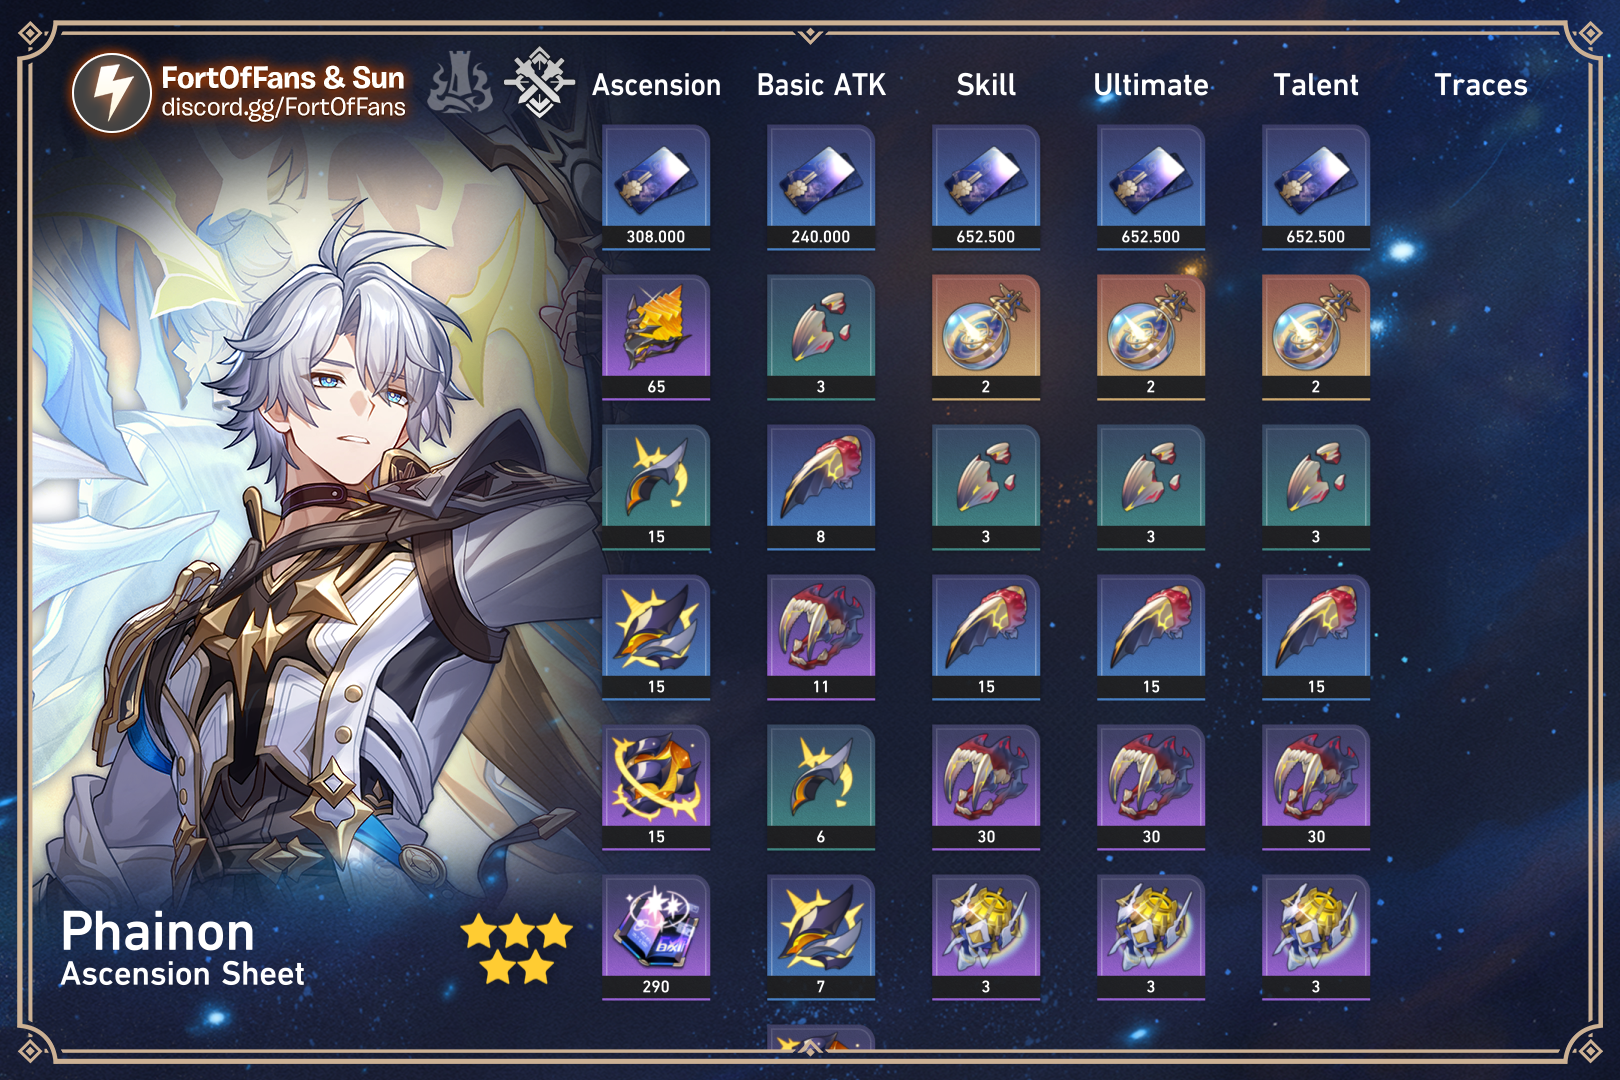 FortOfFans & Sun
discord.gg/FortOfFans
Ascension Basic ATK Skill Ultimate Talent Traces
308.000 240.000 652.500 652.500 652.500
65 3 2 2 2
15 8 3 3 3
15 11 15 15 15
15 6 30 30 30
290 7 3 3 3
Phainon
Ascension Sheet